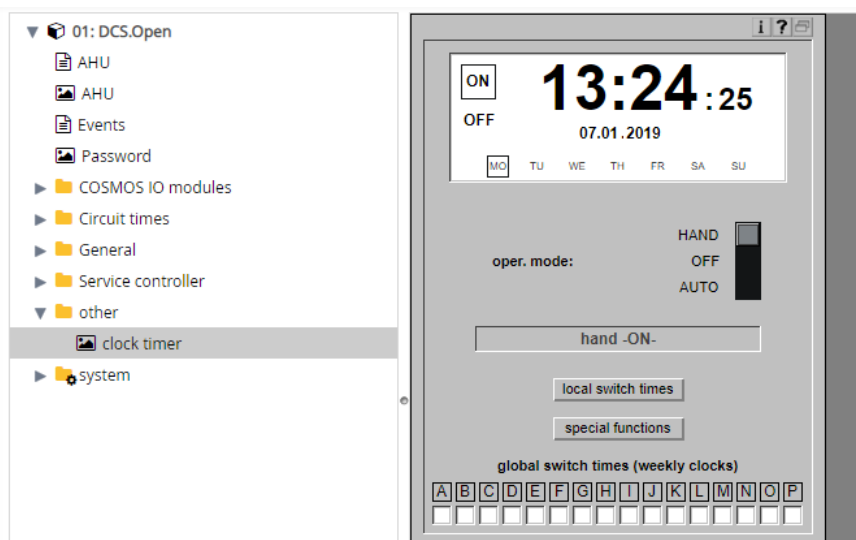 01: DCS.Open
AHU
AHU
Events
Password
COSMOS IO modules
Circuit times
General
Service controller
other
clock timer
system
i ?
ON
OFF
13:24:25
07.01.2019
MO TU WE TH FR SA SU
oper. mode:
HAND
OFF
AUTO
hand -ON-
local switch times
special functions
global switch times (weekly clocks)
A B C D E F G H I J K L M N O P